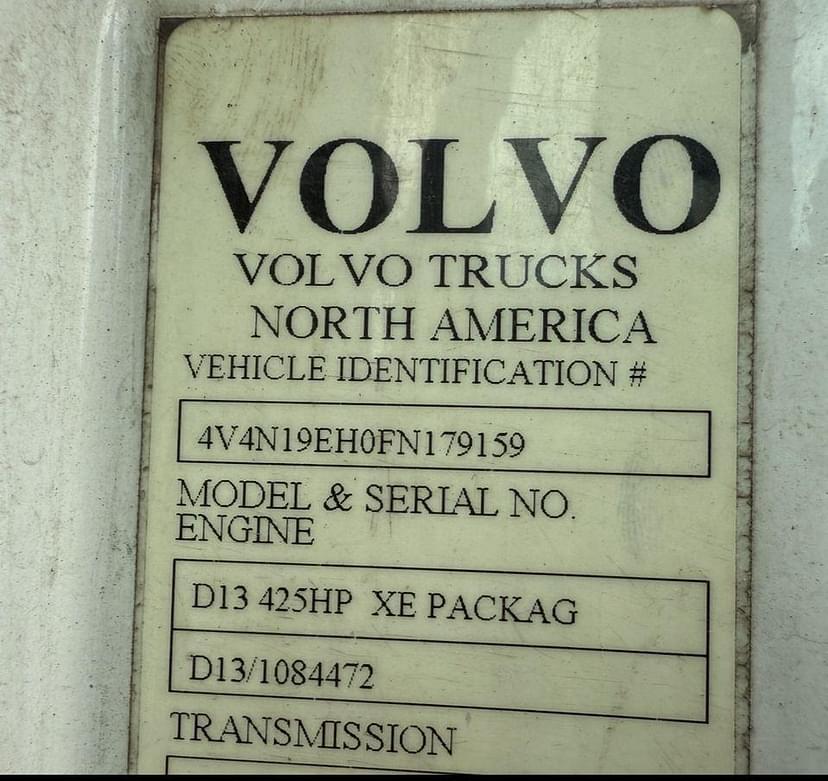 VOLVO
VOLVO TRUCKS
NORTH AMERICA
VEHICLE IDENTIFICATION #
4V4N19EH0FN179159
MODEL & SERIAL NO.
ENGINE
D13 425HP XE PACKAG
D13/1084472
TRANSMISSION